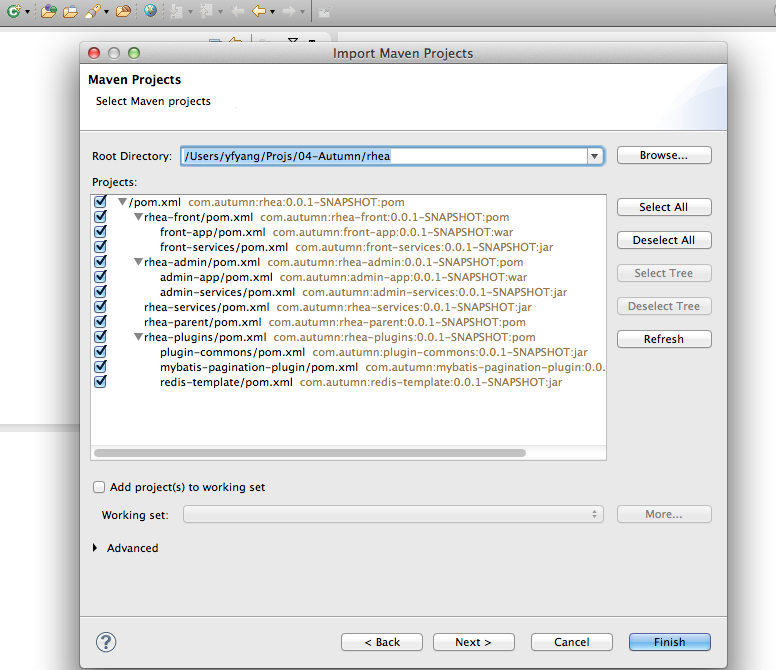 Import Maven Projects
Maven Projects
Select Maven projects
Root Directory: /Users/yfyang/Projs/04-Autumn/rhea Browse...
Projects:
/pom.xml com.autumn:rhea:0.0.1-SNAPSHOT:pom
rhea-front/pom.xml com.autumn:rhea-front:0.0.1-SNAPSHOT:pom
front-app/pom.xml com.autumn:front-app:0.0.1-SNAPSHOT:war
front-services/pom.xml com.autumn:front-services:0.0.1-SNAPSHOT:jar
rhea-admin/pom.xml com.autumn:rhea-admin:0.0.1-SNAPSHOT:pom
admin-app/pom.xml com.autumn:admin-app:0.0.1-SNAPSHOT:war
admin-services/pom.xml com.autumn:admin-services:0.0.1-SNAPSHOT:jar
rhea-services/pom.xml com.autumn:rhea-services:0.0.1-SNAPSHOT:jar
rhea-parent/pom.xml com.autumn:rhea-parent:0.0.1-SNAPSHOT:pom
rhea-plugins/pom.xml com.autumn:rhea-plugins:0.0.1-SNAPSHOT:pom
plugin-commons/pom.xml com.autumn:plugin-commons:0.0.1-SNAPSHOT:jar
mybatis-pagination-plugin/pom.xml com.autumn:mybatis-pagination-plugin:0.0.
redis-template/pom.xml com.autumn:redis-template:0.0.1-SNAPSHOT:jar
Select All
Deselect All
Select Tree
Deselect Tree
Refresh
Add project(s) to working set
Working set: More...
Advanced
? < Back Next > Cancel Finish